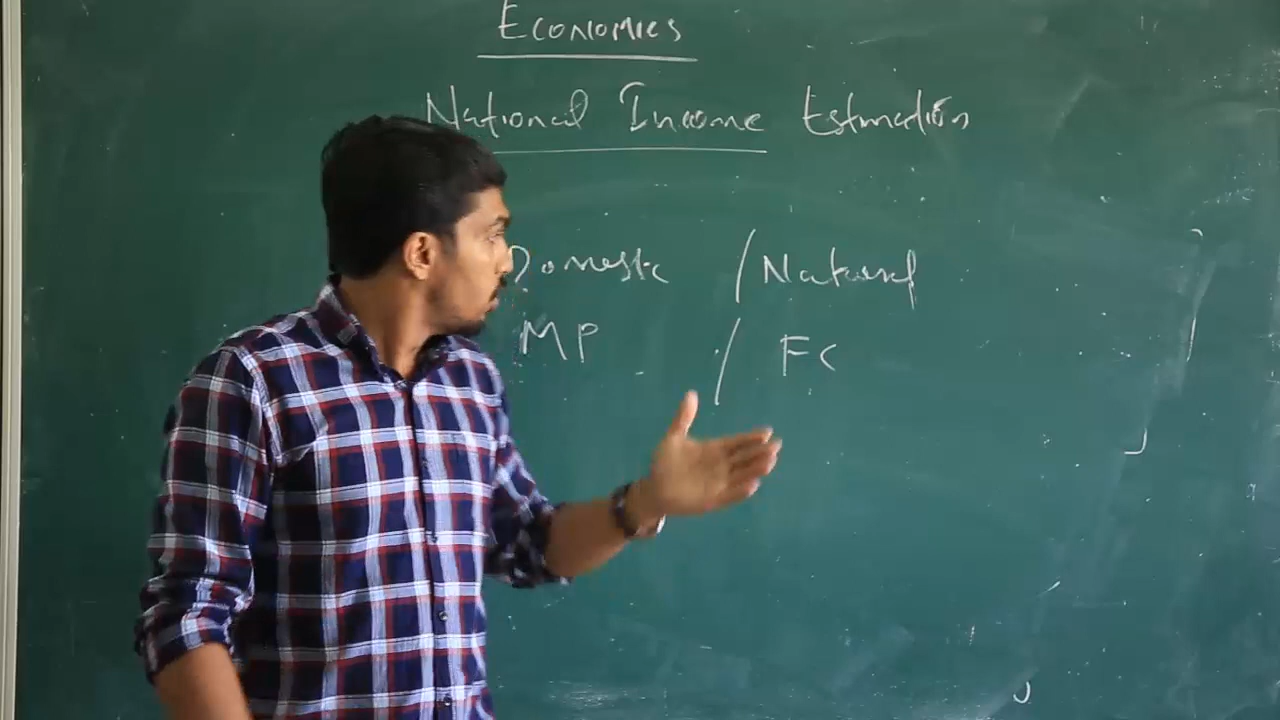 Economics
National Income Estimation
Domestic / National
MP / FC